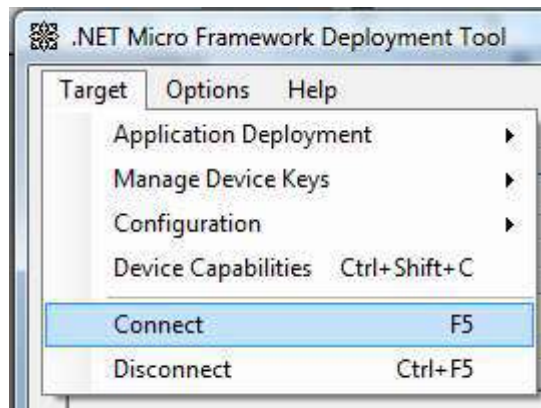 .NET Micro Framework Deployment Tool
Target Options Help
Application Deployment
Manage Device Keys
Configuration
Device Capabilities Ctrl+Shift+C
Connect F5
Disconnect Ctrl+F5